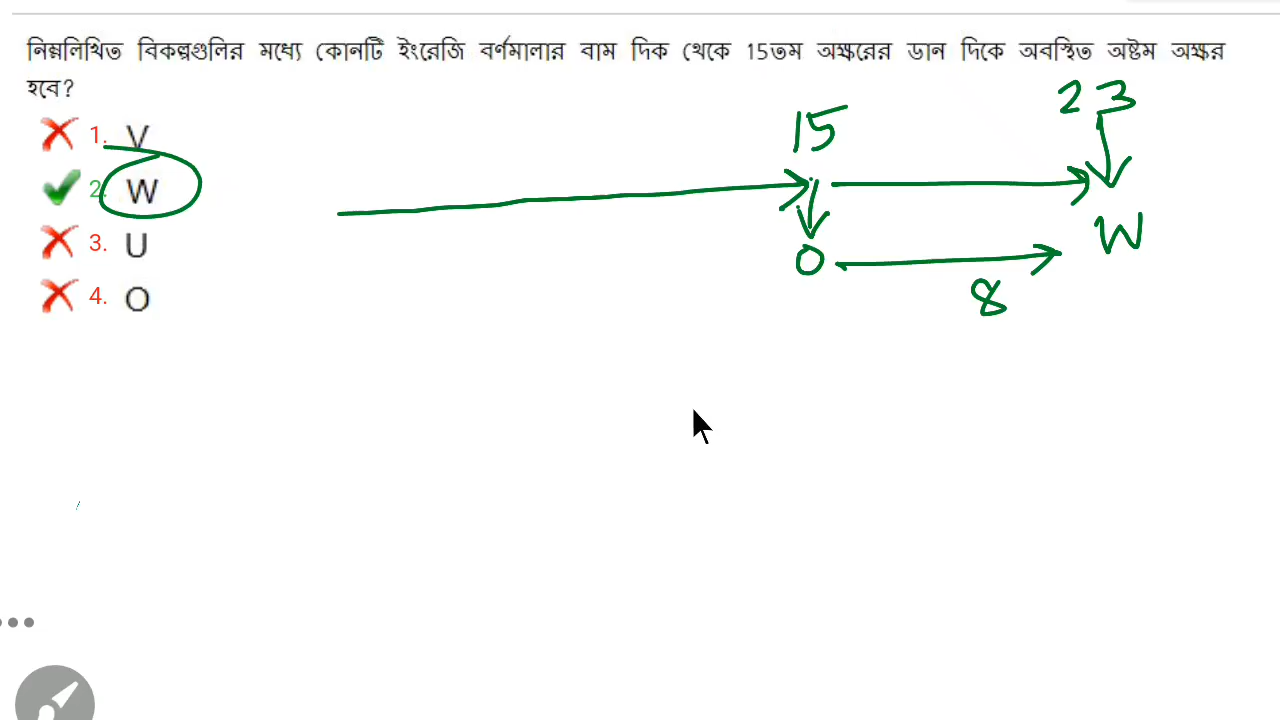 নিম্নলিখিত বিকল্পগুলির মধ্যে কোনটি ইংরেজি বর্ণমালার বাম দিক থেকে 15তম অক্ষরের ডান দিকে অবস্থিত অষ্টম অক্ষর
হবে?
1. V
2. W
3. U
4. O
15
23
O
W
8